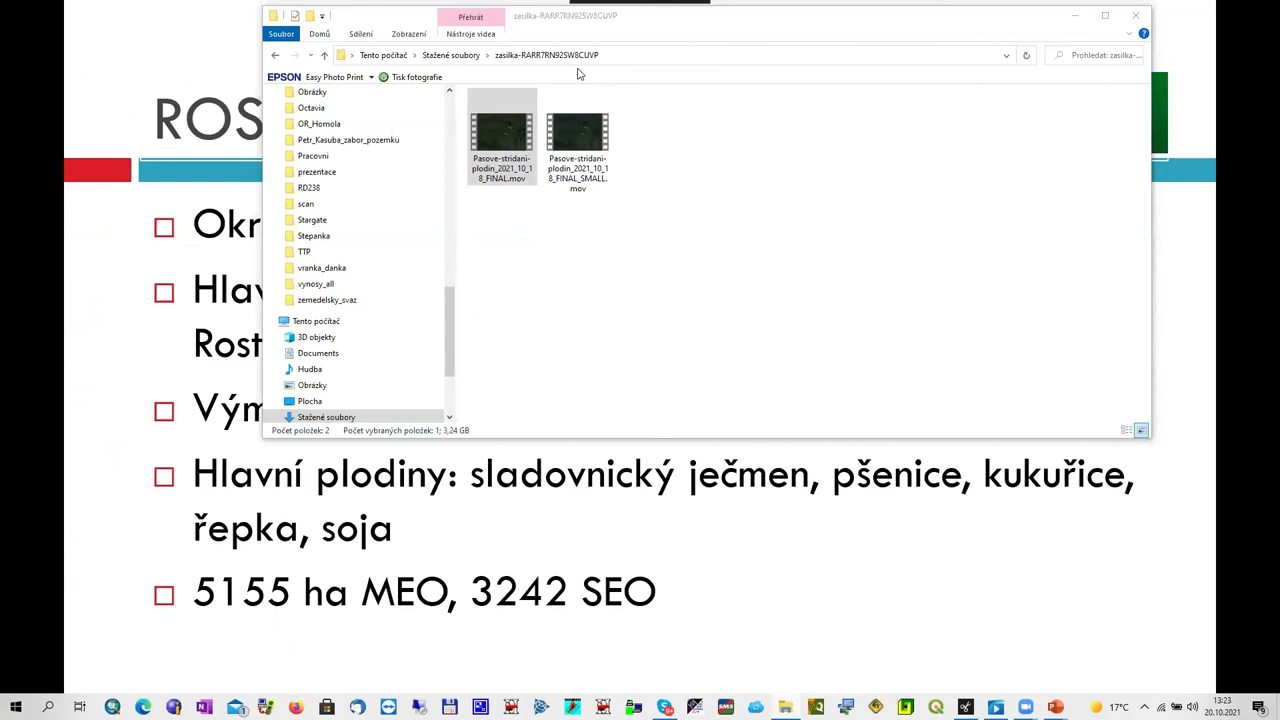 Přehrát
zasilka-RARR7RN92SW8CUVP
Soubor
Domů
Sdílení
Zobrazení
Nástroje videa
Tento počítač
Stažené soubory
zasilka-RARR7RN92SW8CUVP
Prohledat: zasilka-...
EPSON Easy Photo Print
Tisk fotografie
Obrázky
Octavia
OR_Homola
Petr_Kasuba_zabor_pozemku
Pracovni
prezentace
RD238
scan
Stargate
Stepanka
TTP
vranka_danka
vynosy_all
zemedelsky_svaz
Tento počítač
3D objekty
Documents
Hudba
Obrázky
Plocha
Stažené soubory
Pasove-stridani-
plodin_2021_10_1
8_FINAL.mov
Pasove-stridani-
plodin_2021_10_1
8_FINAL_SMALL.
mov
Počet položek: 2
Počet vybraných položek: 1; 3,24 GB
ROS
Okr
Hlav
Rost
Vým
Hlavní plodiny: sladovnický ječmen, pšenice, kukuřice,
řepka, soja
5155 ha MEO, 3242 SEO
17°C
13:23
20.10.2021